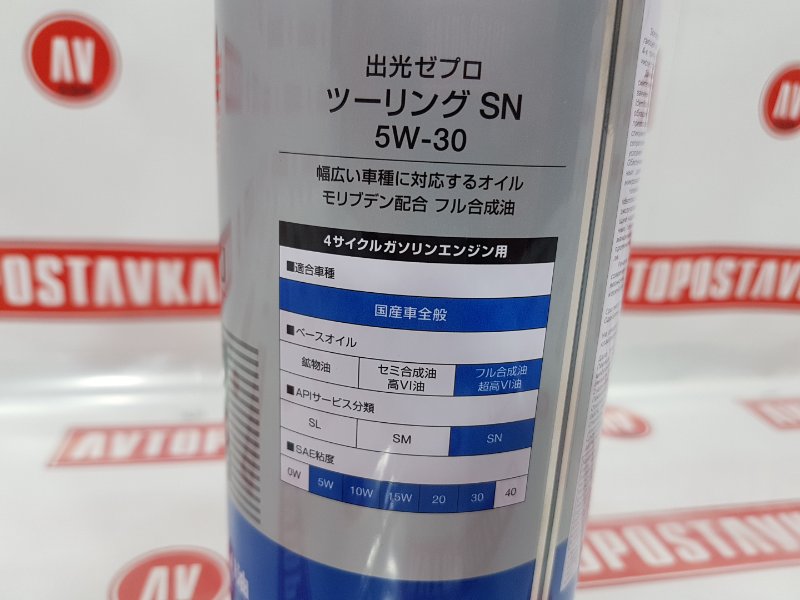 出光ゼプロ
ツーリング SN
5W-30
幅広い車種に対応するオイル
モリブデン配合 フル合成油
4サイクルガソリンエンジン用
■適合車種
国産車全般
■ベースオイル
鉱物油 セミ合成油 フル合成油
高VI油 超高VI油
■APIサービス分類
SL SM SN
■SAE粘度
0W 5W 10W 15W 20 30 40
AV
AV
POSTAVKA
TOPOSTAVKA
AVTOPOSTAVKA
AV